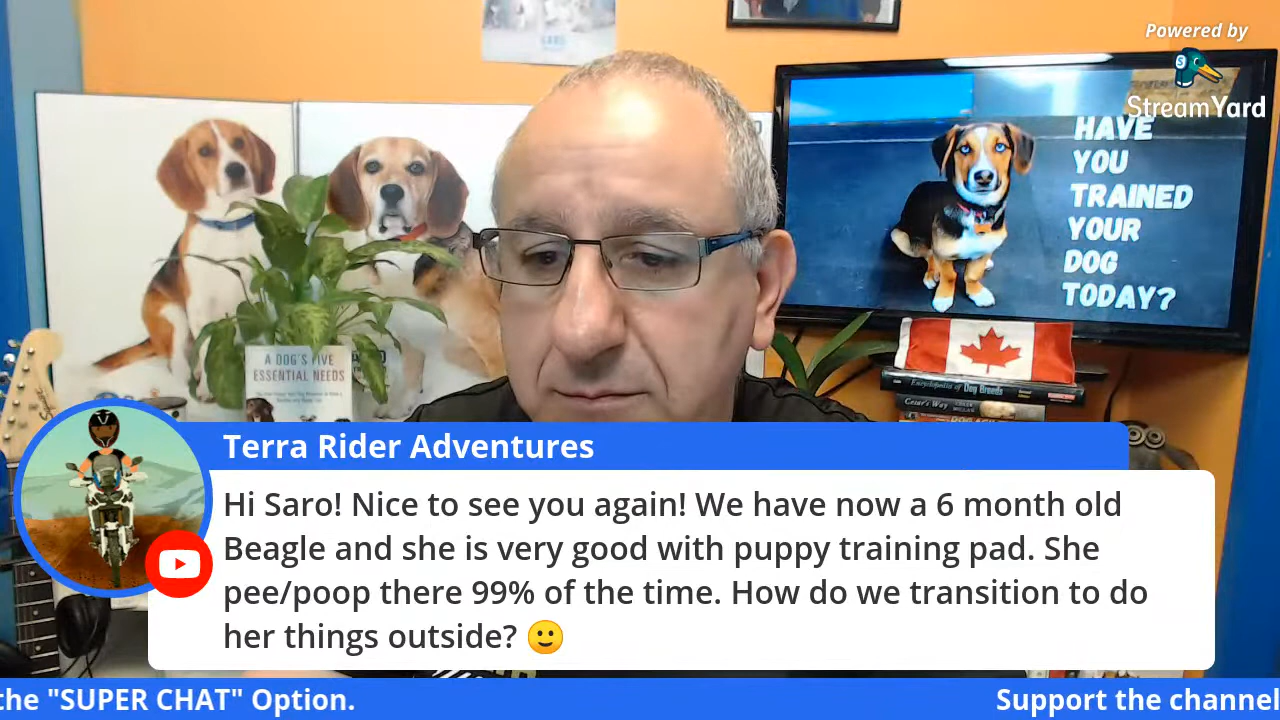 Powered by
StreamYard
HAVE
YOU
TRAINED
YOUR
DOG
TODAY?
A DOG'S FIVE
ESSENTIAL NEEDS
Encyclopedia of Dog Breeds
Cesar's Way
Terra Rider Adventures
Hi Saro! Nice to see you again! We have now a 6 month old
Beagle and she is very good with puppy training pad. She
pee/poop there 99% of the time. How do we transition to do
her things outside? 🙂
the "SUPER CHAT" Option.
Support the channel